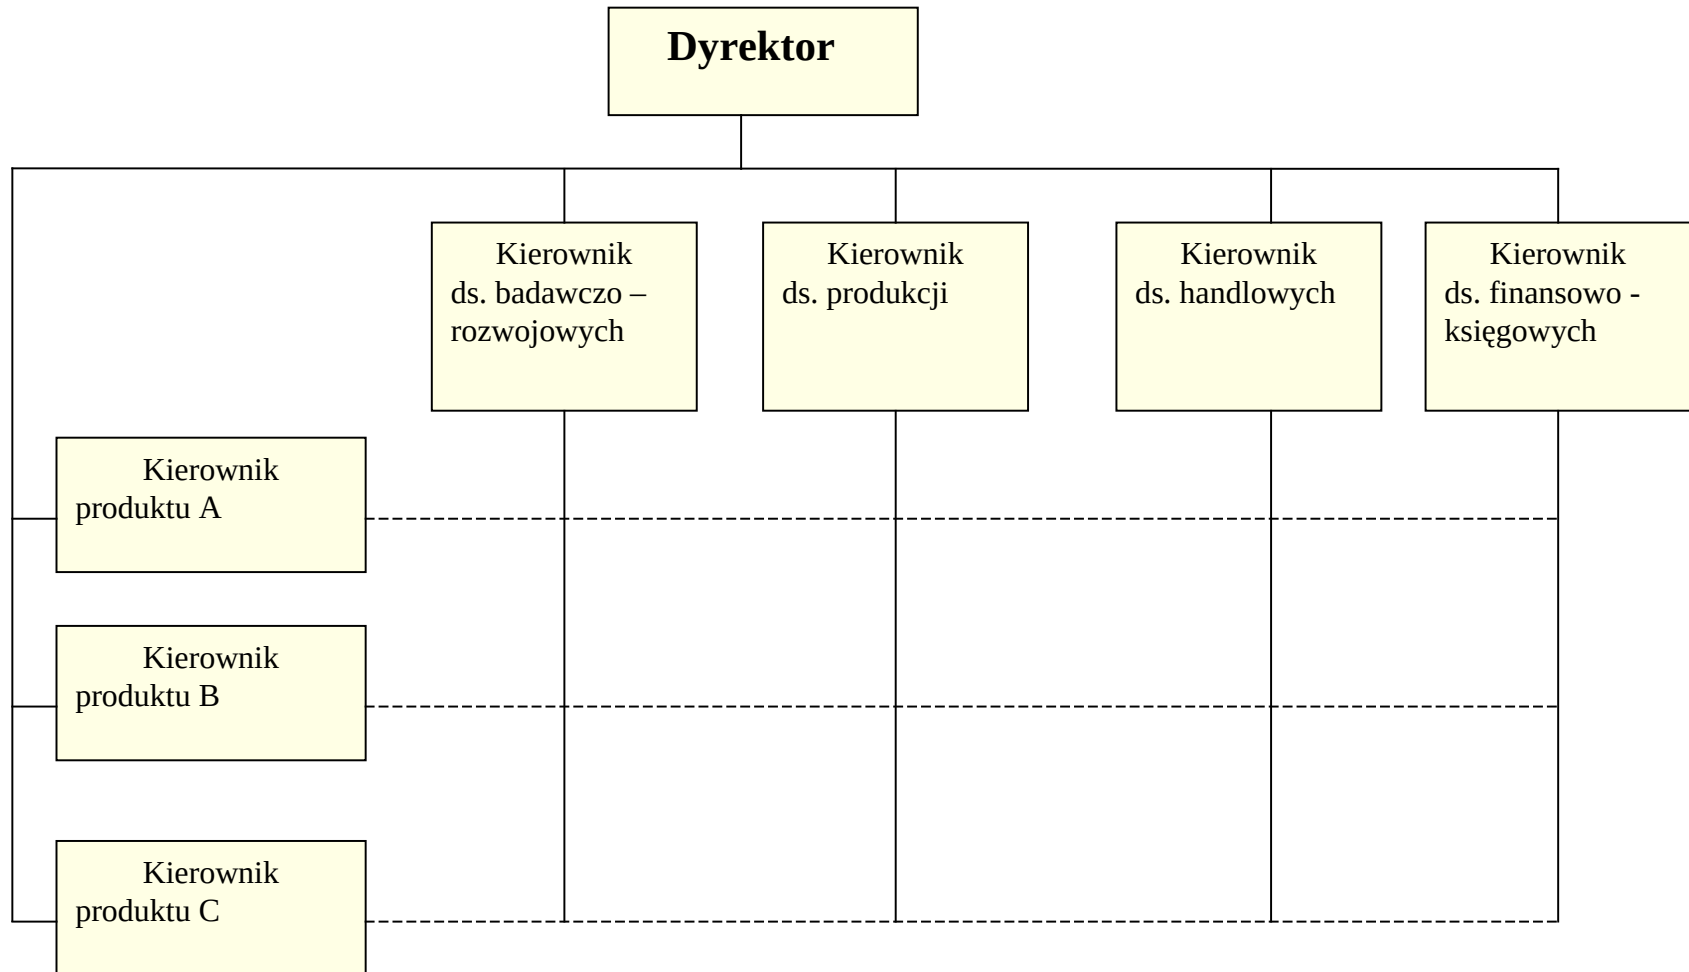 Dyrektor
Kierownik
ds. badawczo –
rozwojowych
Kierownik
ds. produkcji
Kierownik
ds. handlowych
Kierownik
ds. finansowo -
księgowych
Kierownik
produktu A
Kierownik
produktu B
Kierownik
produktu C